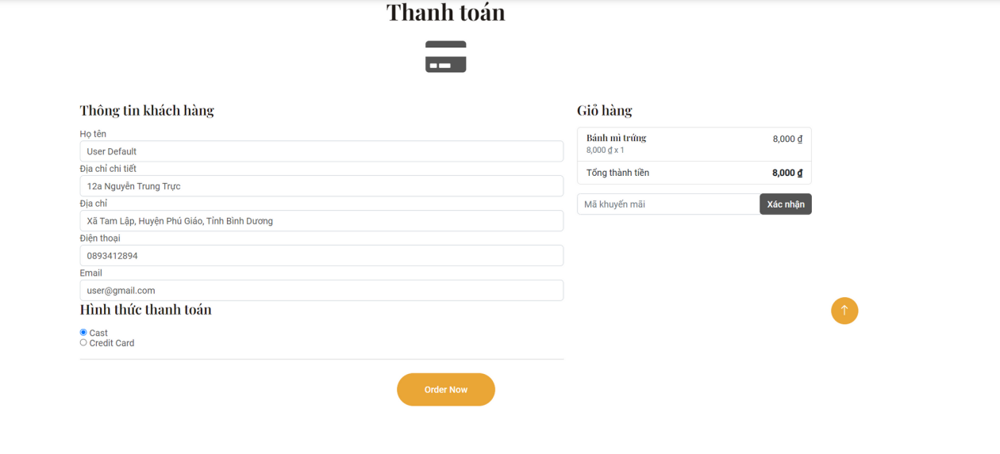 Thanh toán
Thông tin khách hàng
Họ tên
User Default
Địa chỉ chi tiết
12a Nguyễn Trung Trực
Địa chỉ
Xã Tam Lập, Huyện Phú Giáo, Tỉnh Bình Dương
Điện thoại
0893412894
Email
user@gmail.com
Hình thức thanh toán
Cast
Credit Card
Order Now
Giỏ hàng
Bánh mì trứng 8,000 ₫
8,000 ₫ x 1
Tổng thành tiền 8,000 ₫
Mã khuyến mãi Xác nhận